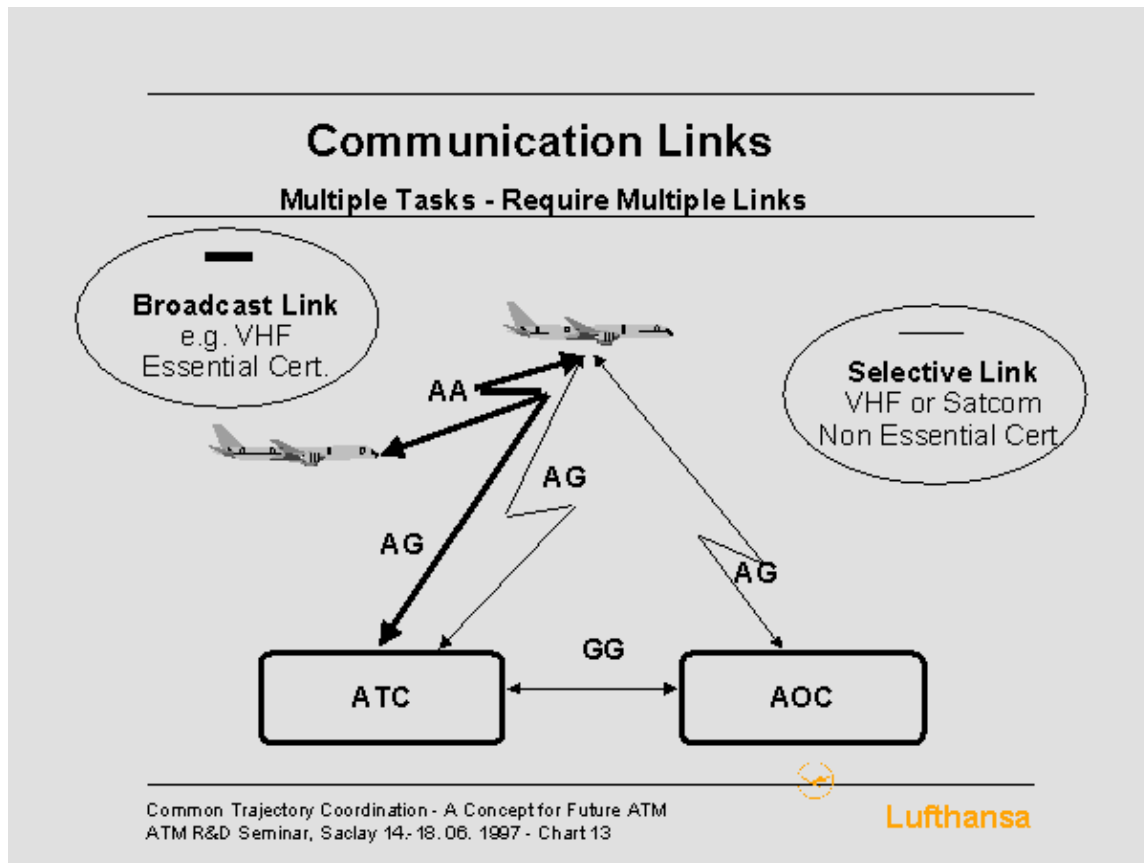 Communication Links
Multiple Tasks - Require Multiple Links
Broadcast Link
e.g. VHF
Essential Cert.
Selective Link
VHF or Satcom
Non Essential Cert.
AA
AG
AG
AG
GG
ATC
AOC
Common Trajectory Coordination - A Concept for Future ATM
ATM R&D Seminar, Saclay 14.-18. 06. 1997 - Chart 13
Lufthansa